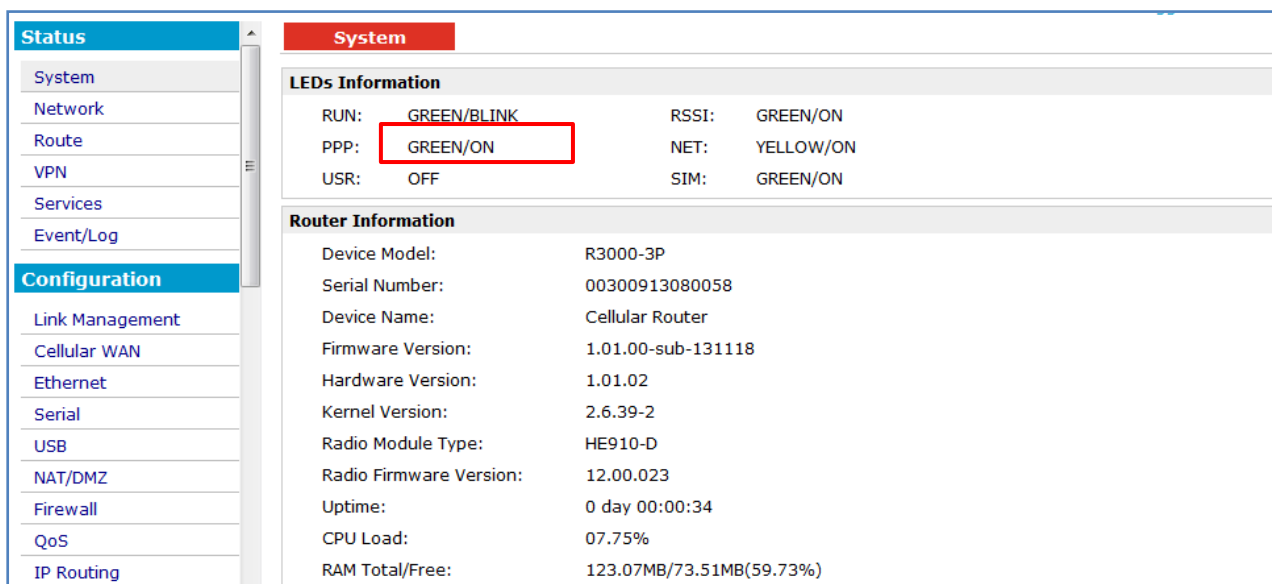 Status
System
Network
Route
VPN
Services
Event/Log
Configuration
Link Management
Cellular WAN
Ethernet
Serial
USB
NAT/DMZ
Firewall
QoS
IP Routing
System
LEDs Information
RUN: GREEN/BLINK RSSI: GREEN/ON
PPP: GREEN/ON NET: YELLOW/ON
USR: OFF SIM: GREEN/ON
Router Information
Device Model: R3000-3P
Serial Number: 00300913080058
Device Name: Cellular Router
Firmware Version: 1.01.00-sub-131118
Hardware Version: 1.01.02
Kernel Version: 2.6.39-2
Radio Module Type: HE910-D
Radio Firmware Version: 12.00.023
Uptime: 0 day 00:00:34
CPU Load: 07.75%
RAM Total/Free: 123.07MB/73.51MB(59.73%)